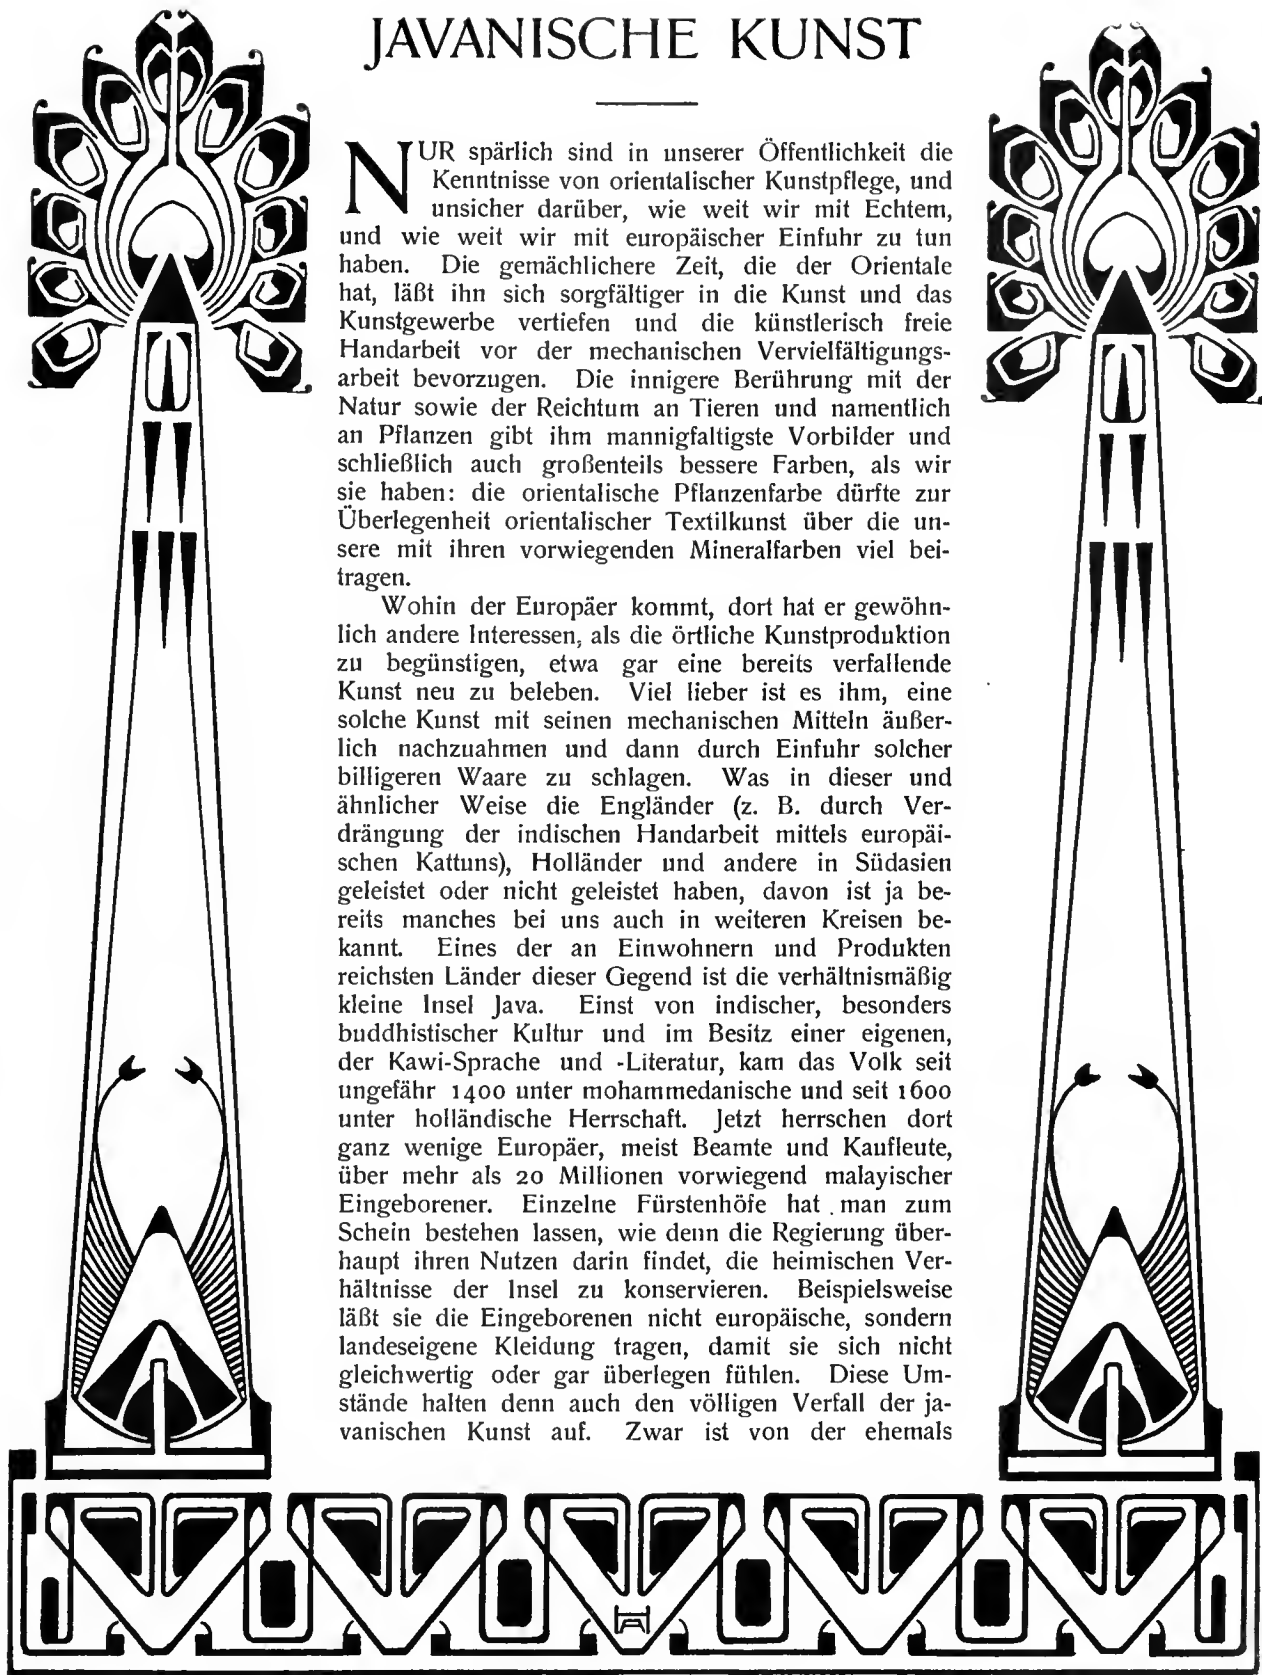 JAVANISCHE KUNST
NUR spärlich sind in unserer Öffentlichkeit die
Kenntnisse von orientalischer Kunstpflege, und
unsicher darüber, wie weit wir mit Echtem,
und wie weit wir mit europäischer Einfuhr zu tun
haben. Die gemächlichere Zeit, die der Orientale
hat, läßt ihn sich sorgfältiger in die Kunst und das
Kunstgewerbe vertiefen und die künstlerisch freie
Handarbeit vor der mechanischen Vervielfältigungs-
arbeit bevorzugen. Die innigere Berührung mit der
Natur sowie der Reichtum an Tieren und namentlich
an Pflanzen gibt ihm mannigfaltigste Vorbilder und
schließlich auch großenteils bessere Farben, als wir
sie haben: die orientalische Pflanzenfarbe dürfte zur
Überlegenheit orientalischer Textilkunst über die un-
sere mit ihren vorwiegenden Mineralfarben viel bei-
tragen.
Wohin der Europäer kommt, dort hat er gewöhn-
lich andere Interessen, als die örtliche Kunstproduktion
zu begünstigen, etwa gar eine bereits verfallende
Kunst neu zu beleben. Viel lieber ist es ihm, eine
solche Kunst mit seinen mechanischen Mitteln äußer-
lich nachzuahmen und dann durch Einfuhr solcher
billigeren Waare zu schlagen. Was in dieser und
ähnlicher Weise die Engländer (z. B. durch Ver-
drängung der indischen Handarbeit mittels europäi-
schen Kattuns), Holländer und andere in Südasien
geleistet oder nicht geleistet haben, davon ist ja be-
reits manches bei uns auch in weiteren Kreisen be-
kannt. Eines der an Einwohnern und Produkten
reichsten Länder dieser Gegend ist die verhältnismäßig
kleine Insel Java. Einst von indischer, besonders
buddhistischer Kultur und im Besitz einer eigenen,
der Kawi-Sprache und -Literatur, kam das Volk seit
ungefähr 1400 unter mohammedanische und seit 1600
unter holländische Herrschaft. Jetzt herrschen dort
ganz wenige Europäer, meist Beamte und Kaufleute,
über mehr als 20 Millionen vorwiegend malayischer
Eingeborener. Einzelne Fürstenhöfe hat man zum
Schein bestehen lassen, wie denn die Regierung über-
haupt ihren Nutzen darin findet, die heimischen Ver-
hältnisse der Insel zu konservieren. Beispielsweise
läßt sie die Eingeborenen nicht europäische, sondern
landeseigene Kleidung tragen, damit sie sich nicht
gleichwertig oder gar überlegen fühlen. Diese Um-
stände halten denn auch den völligen Verfall der ja-
vanischen Kunst auf. Zwar ist von der ehemals